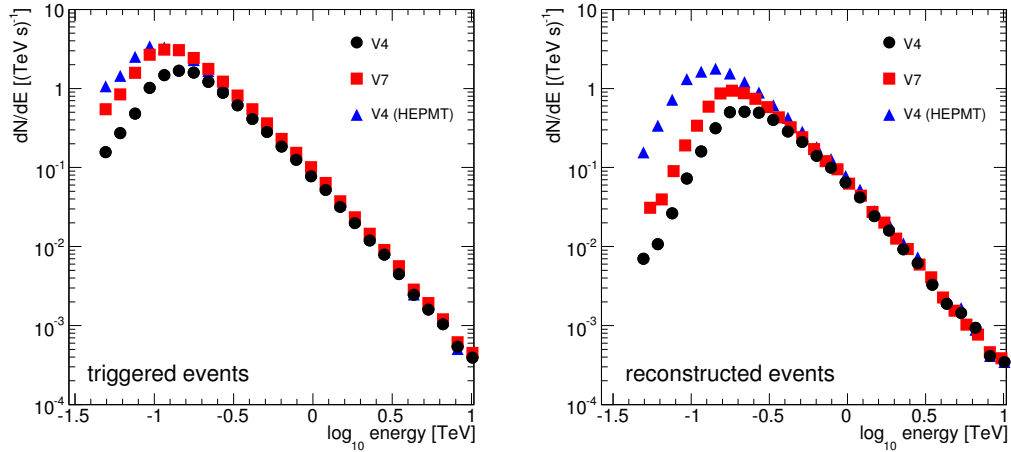 dN/dE [(TeV s)⁻¹]
10
1
10⁻¹
10⁻²
10⁻³
10⁻⁴
V4
V7
V4 (HEPMT)
triggered events
-1.5 -1 -0.5 0 0.5 1
log₁₀ energy [TeV]
dN/dE [(TeV s)⁻¹]
10
1
10⁻¹
10⁻²
10⁻³
10⁻⁴
V4
V7
V4 (HEPMT)
reconstructed events
-1.5 -1 -0.5 0 0.5 1
log₁₀ energy [TeV]